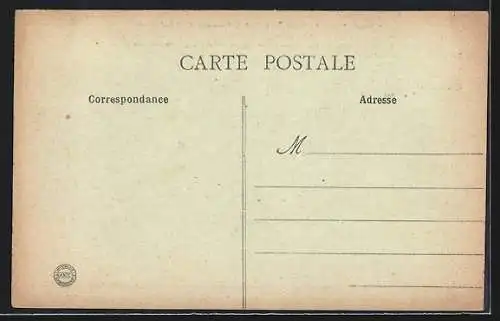 CARTE POSTALE
Correspondance
Adresse
M